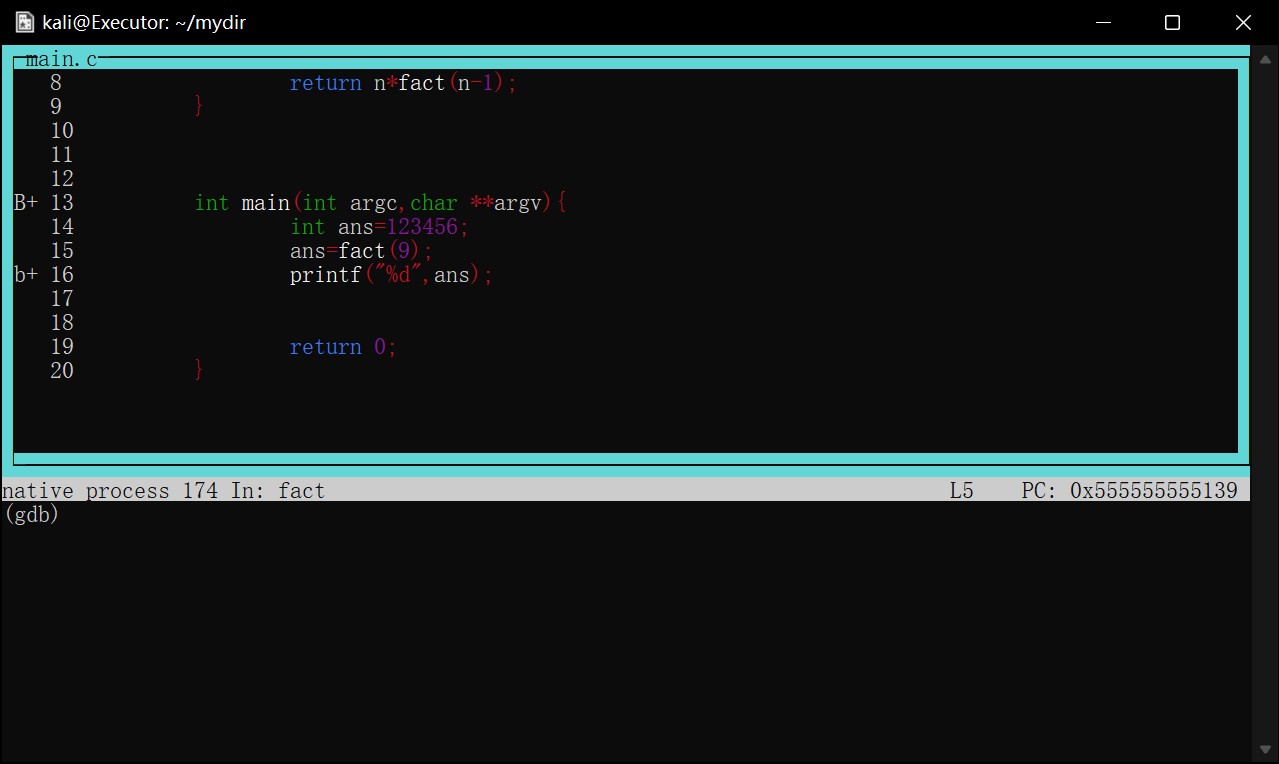 kali@Executor: ~/mydir
main.c
8 return n*fact(n-1);
9 }
10
11
12
B+ 13 int main(int argc,char **argv){
14 int ans=123456;
15 ans=fact(9);
b+ 16 printf("%d",ans);
17
18
19 return 0;
20 }
native process 174 In: fact L5 PC: 0x555555555139
(gdb)